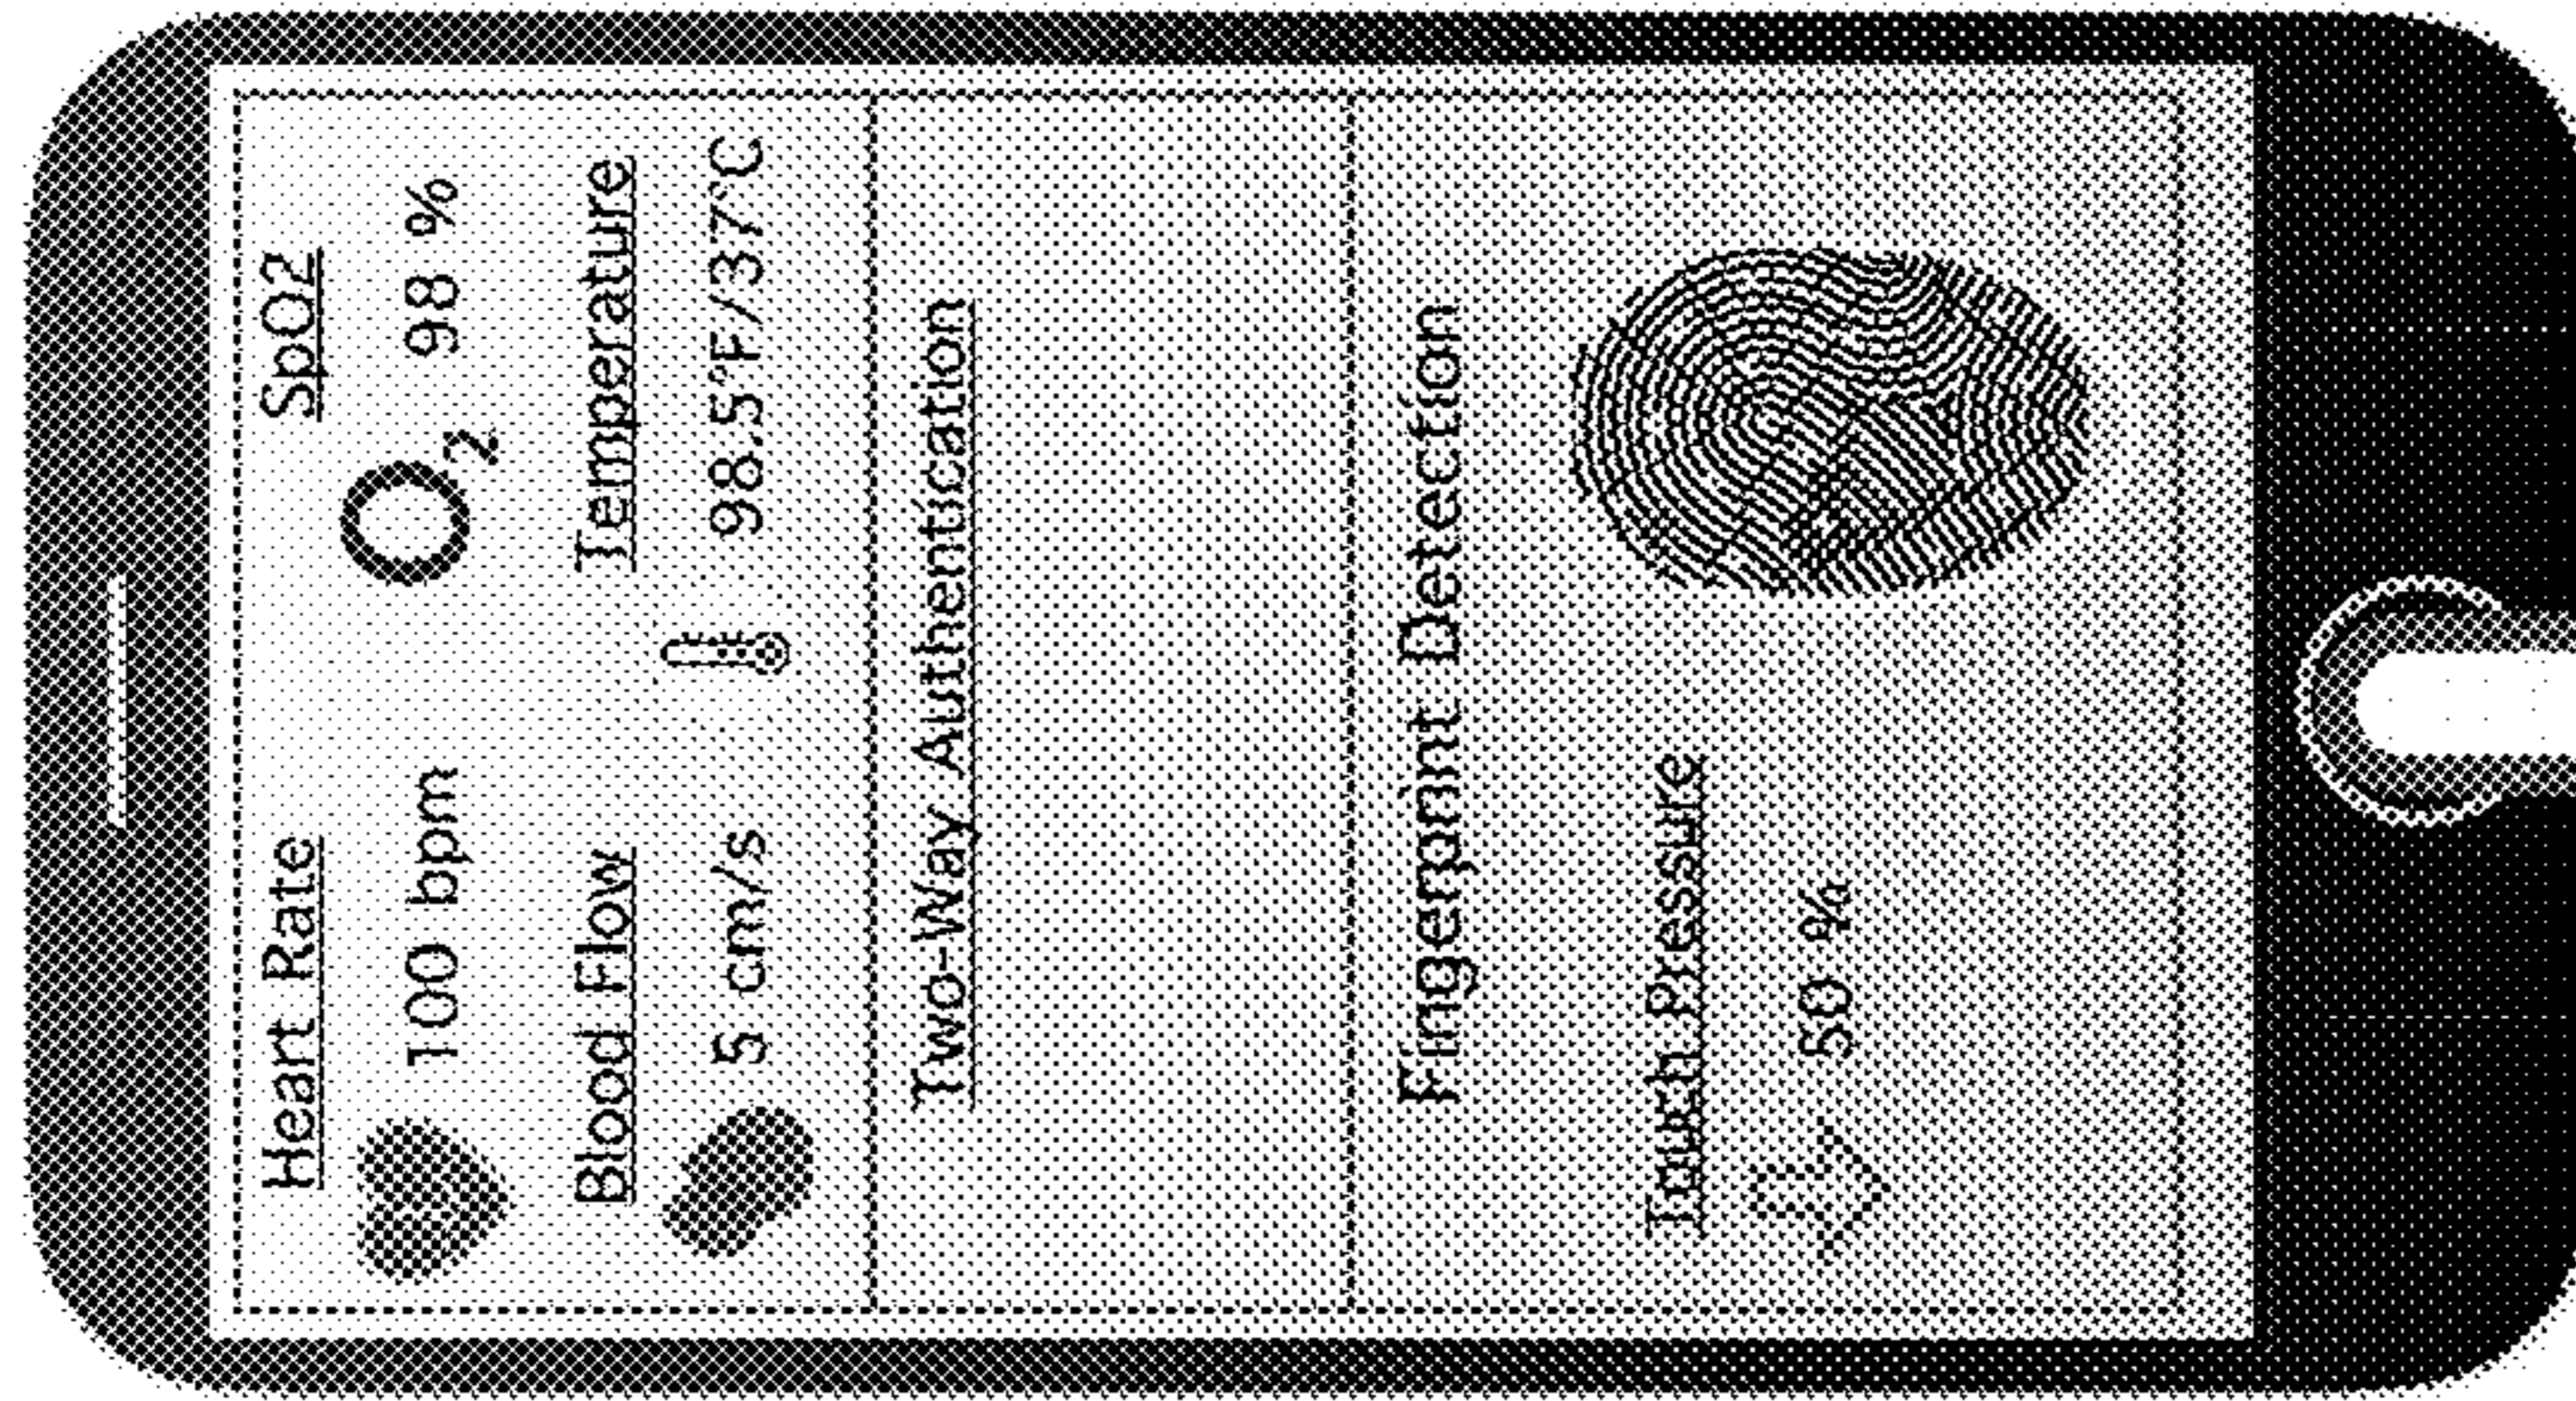 Heart Rate SpO2
100 bpm O2 98 %
Blood Flow Temperature
5 cm/s 98.5°F/37°C
Two-Way Authentication
Fingerprint Detection
Touch Pressure
50 %